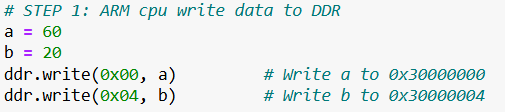 # STEP 1: ARM cpu write data to DDR
a = 60
b = 20
ddr.write(0x00, a)        # Write a to 0x30000000
ddr.write(0x04, b)        # Write b to 0x30000004